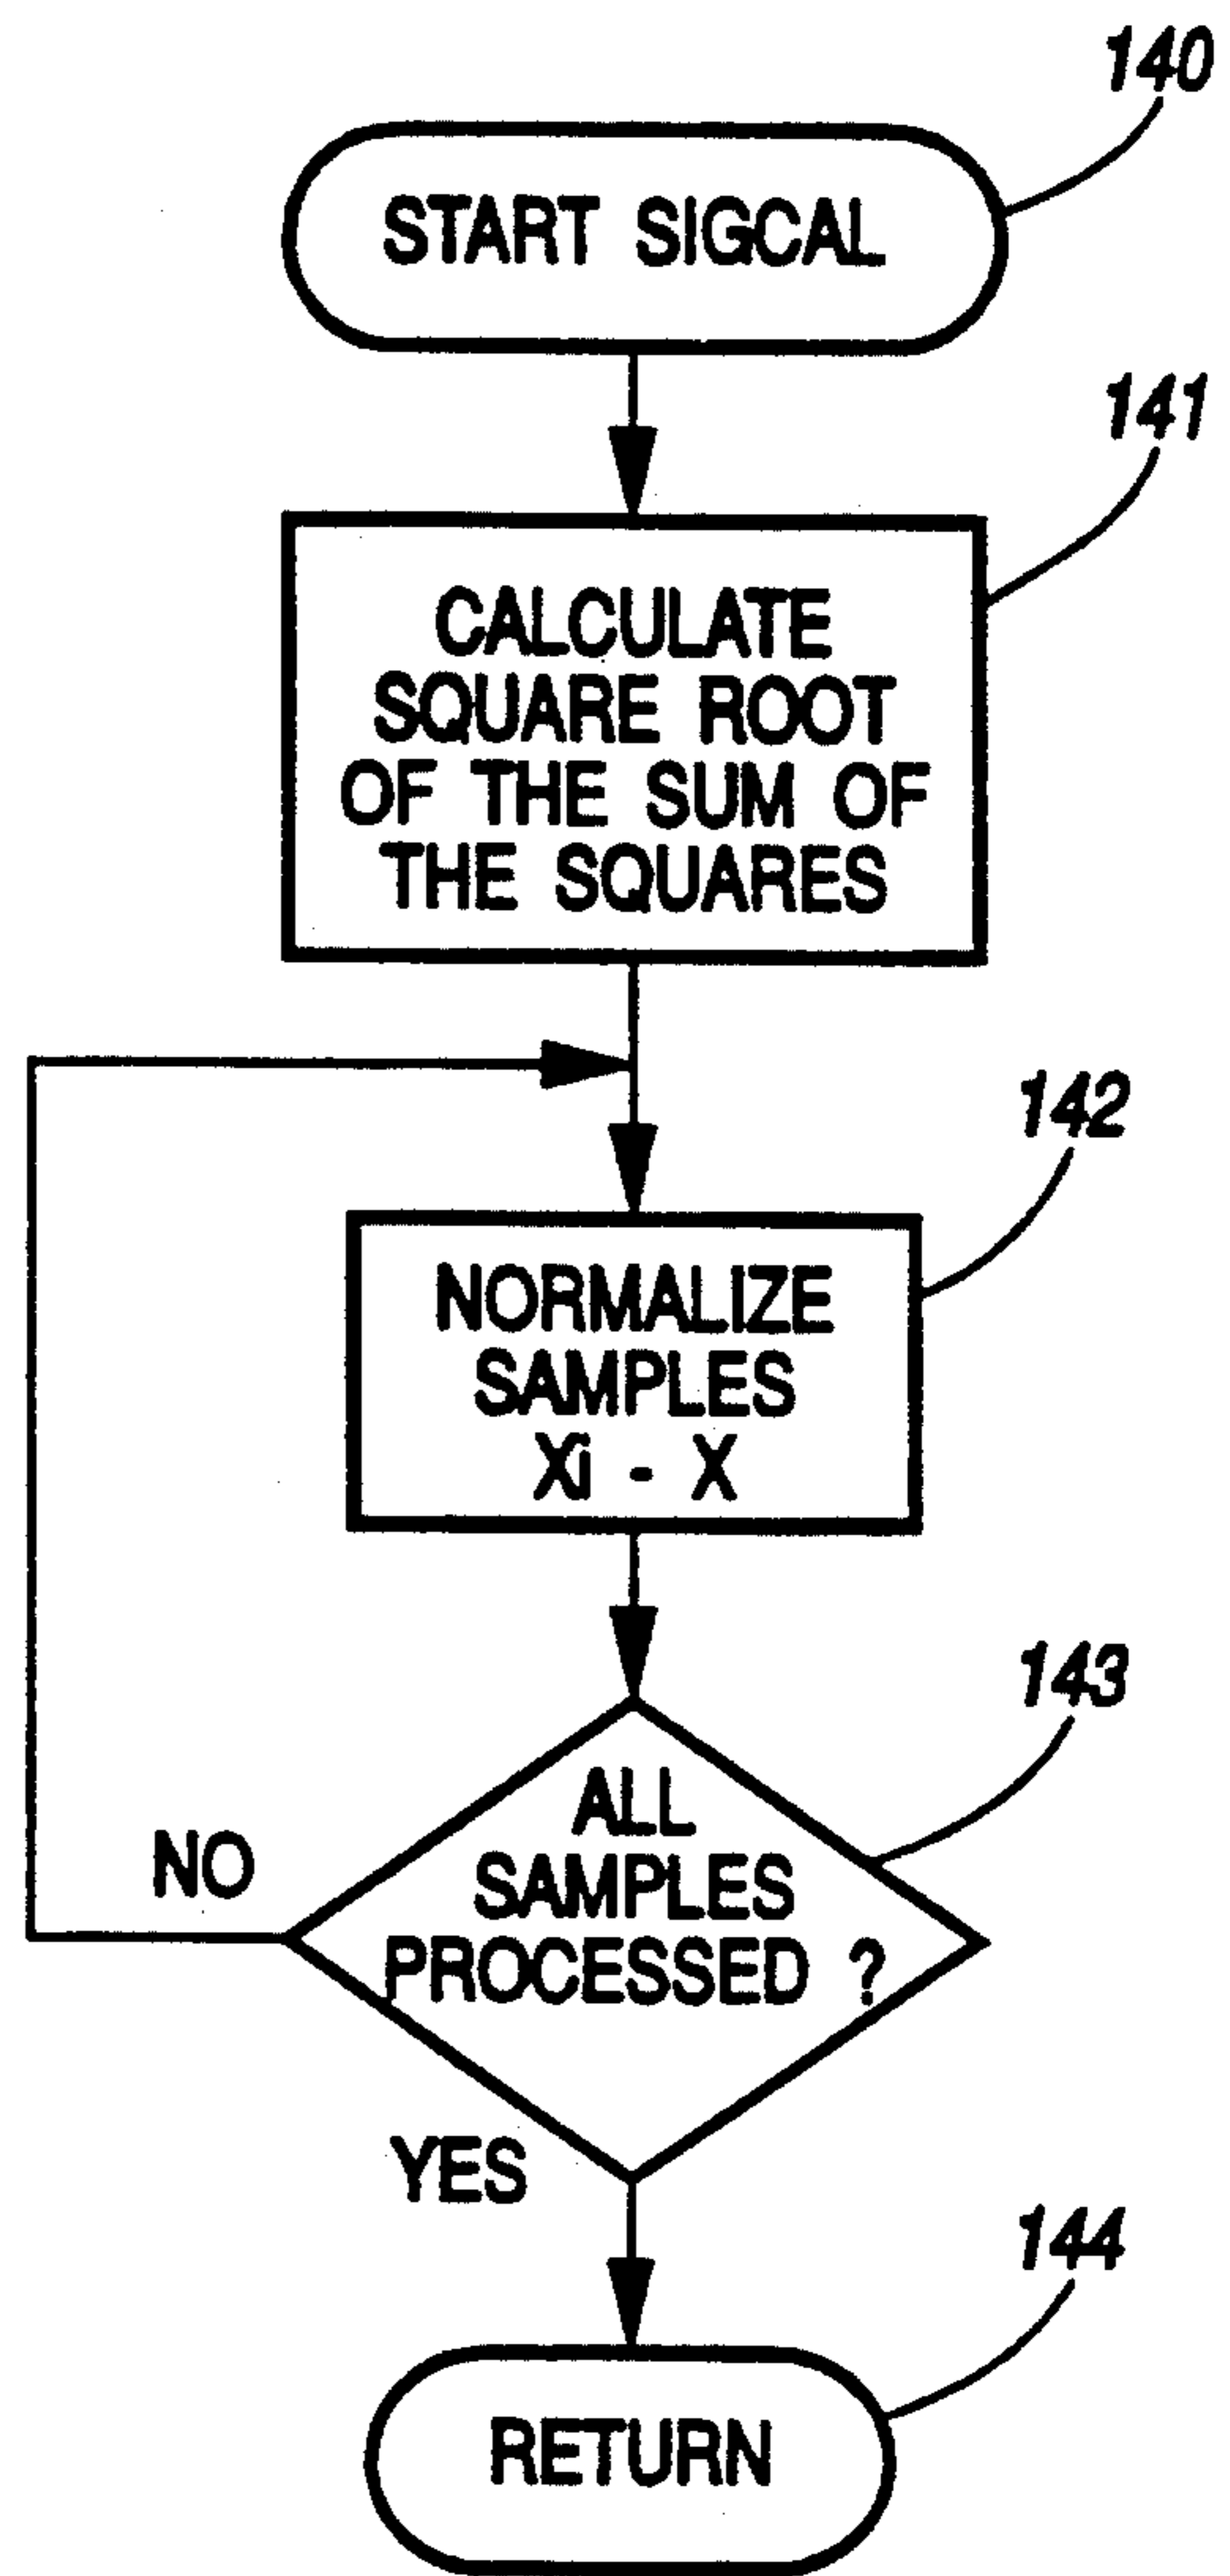 140
START SIGCAL
141
CALCULATE
SQUARE ROOT
OF THE SUM OF
THE SQUARES
142
NORMALIZE
SAMPLES
Xi - X
143
ALL
SAMPLES
PROCESSED ?
NO
YES
144
RETURN